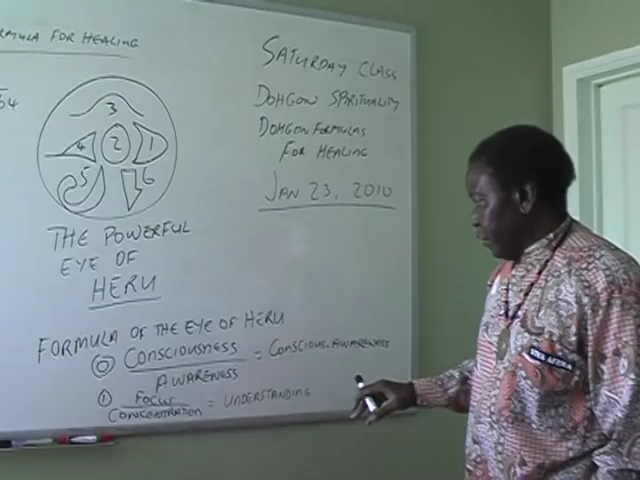 RMULA FOR HEALING
64
3
4 2 1
5 6
THE POWERFUL
EYE OF
HERU
SATURDAY CLASS
DOHGON SPIRITUALITY
DOHGON FORMULAS
FOR HEALING
JAN 23, 2010
FORMULA OF THE EYE OF HERU
0 CONSCIOUSNESS = CONSCIOUS-AWARENESS
AWARENESS
1 FOCUS = UNDERSTANDING
CONCENTRATION